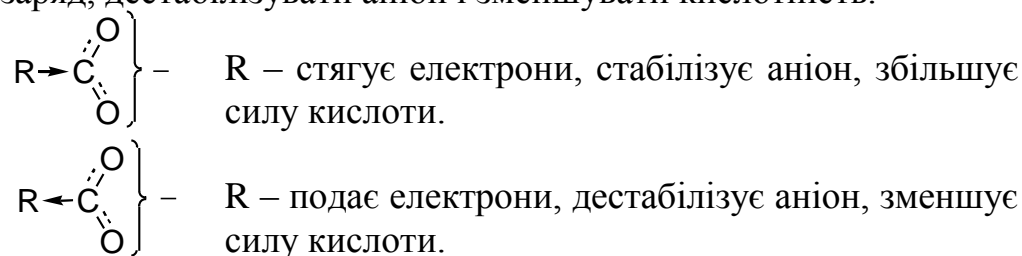 заряд, дестабілізувати аніон і зменшувати кислотність.
R C O O – R – стягує електрони, стабілізує аніон, збільшує
силу кислоти.
R C O O – R – подає електрони, дестабілізує аніон, зменшує
силу кислоти.